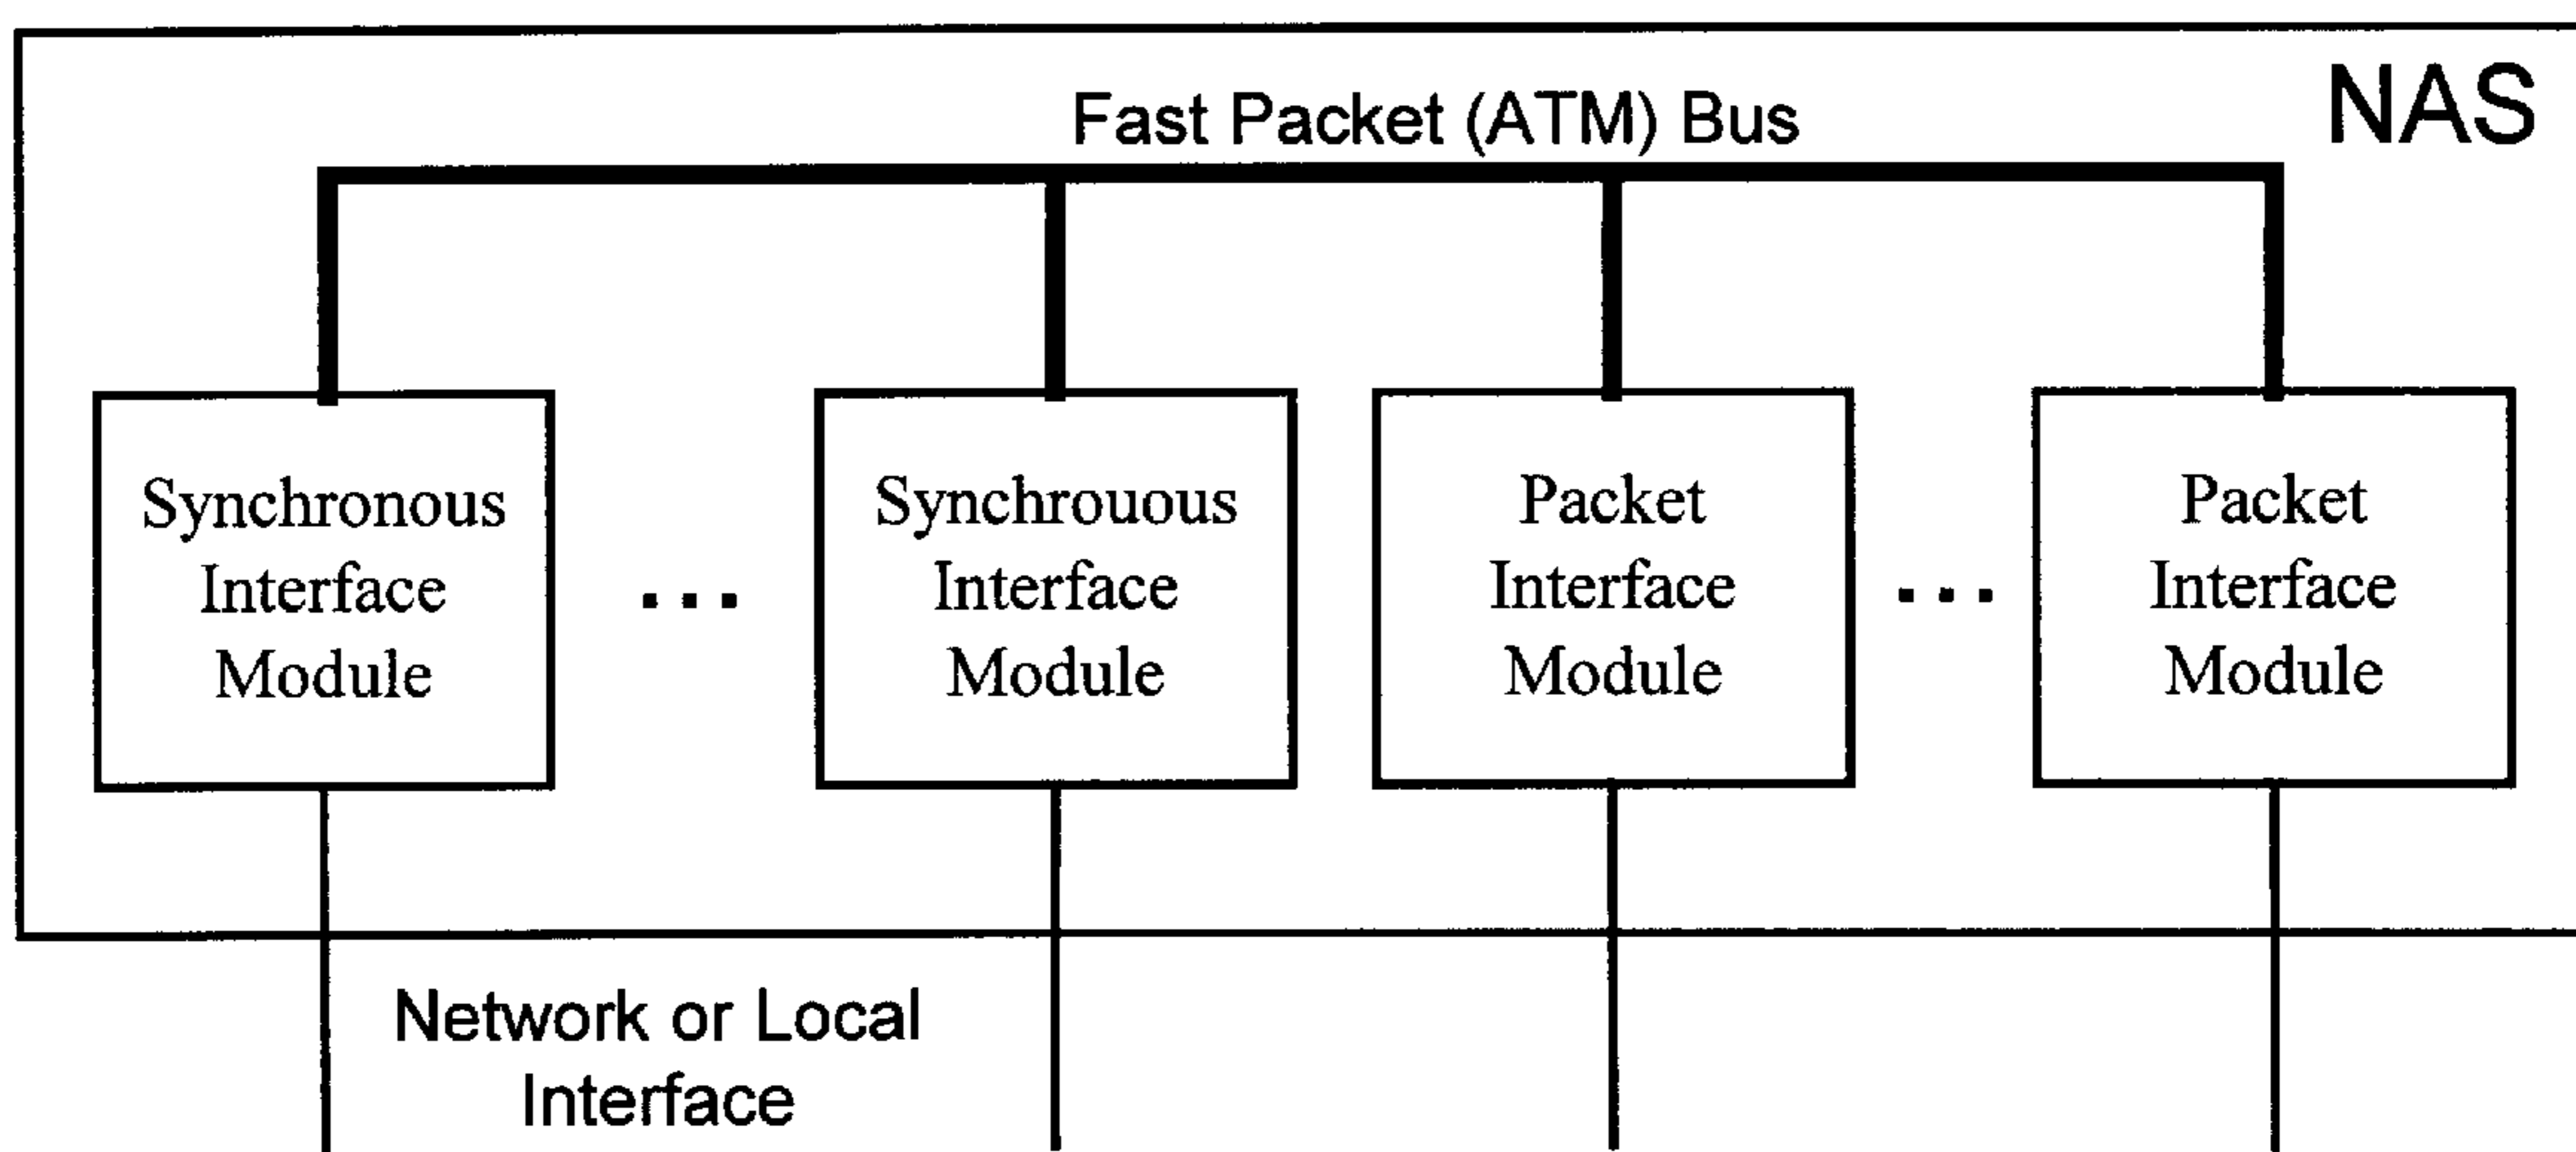 NAS
Fast Packet (ATM) Bus
Synchronous
Interface
Module
...
Synchrouous
Interface
Module
Packet
Interface
Module
...
Packet
Interface
Module
Network or Local
Interface